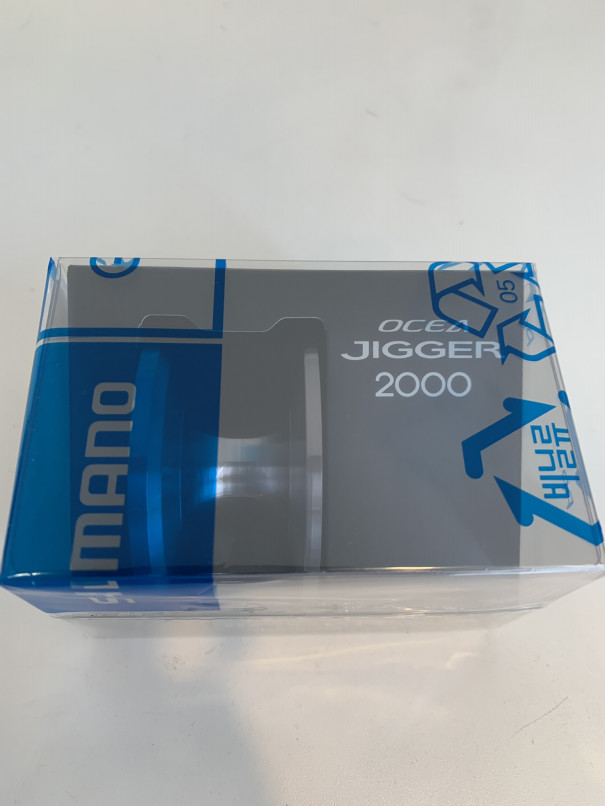 OCEA
JIGGER
2000
05
비닐류
SHIMANO